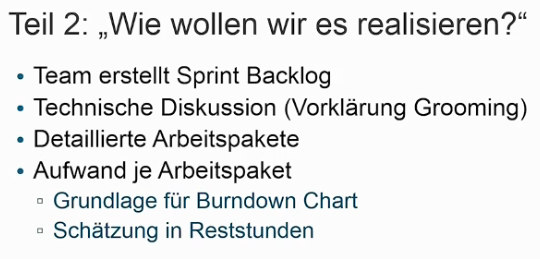 Teil 2: „Wie wollen wir es realisieren?“
• Team erstellt Sprint Backlog
• Technische Diskussion (Vorklärung Grooming)
• Detaillierte Arbeitspakete
• Aufwand je Arbeitspaket
▫ Grundlage für Burndown Chart
▫ Schätzung in Reststunden